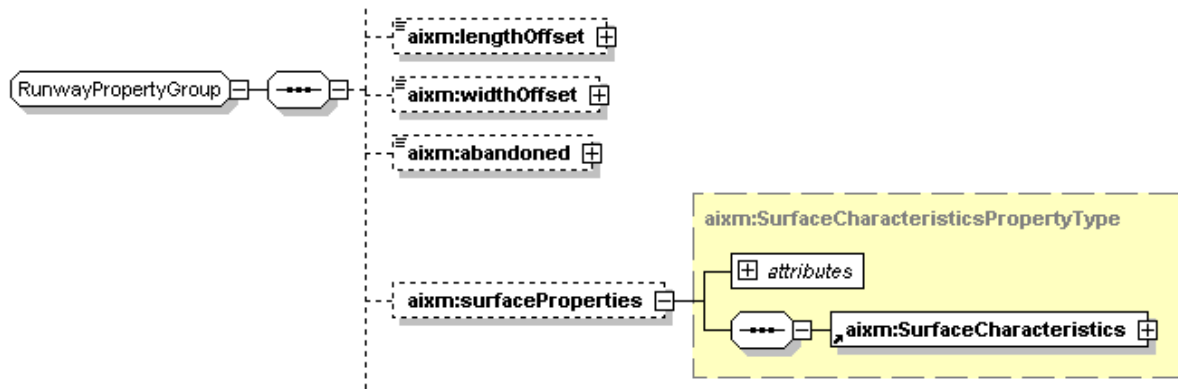 RunwayPropertyGroup
aixm:lengthOffset
aixm:widthOffset
aixm:abandoned
aixm:SurfaceCharacteristicsPropertyType
attributes
aixm:surfaceProperties
aixm:SurfaceCharacteristics